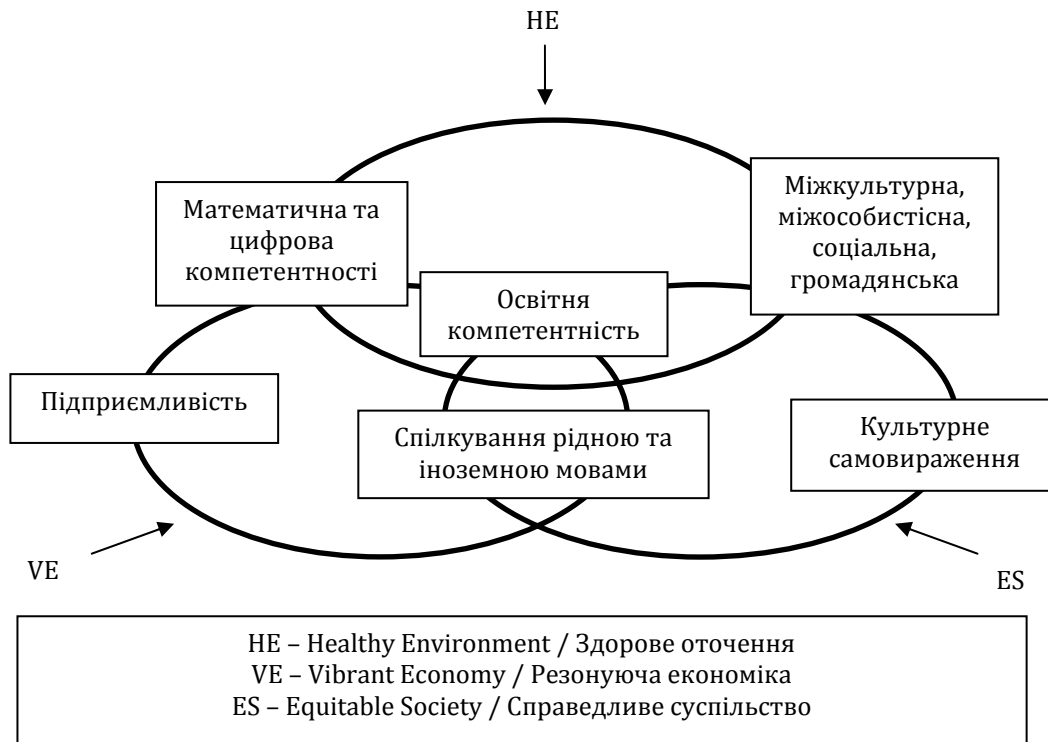 HE
Математична та
цифрова
компетентності
Міжкультурна,
міжособистісна,
соціальна,
громадянська
Освітня
компетентність
Підприємливість
Спілкування рідною та
іноземною мовами
Культурне
самовираження
VE
ES
HE – Healthy Environment / Здорове оточення
VE – Vibrant Economy / Резонуюча економіка
ES – Equitable Society / Справедливе суспільство